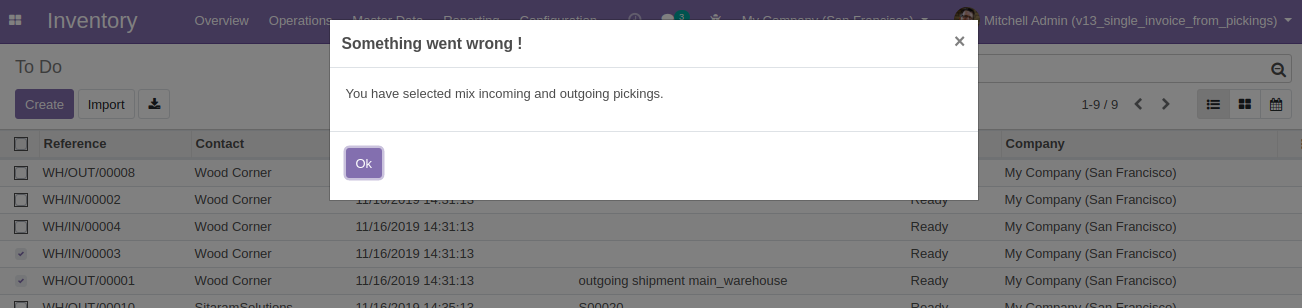 Inventory Overview Operations Master Data Reporting Configuration 3 My Company (San Francisco) Mitchell Admin (v13_single_invoice_from_pickings)
Something went wrong ! ×
To Do
You have selected mix incoming and outgoing pickings.
Create Import 1-9 / 9
Reference Contact Company
Ok
WH/OUT/00008 Wood Corner My Company (San Francisco)
WH/IN/00002 Wood Corner 11/16/2019 14:31:13 Ready My Company (San Francisco)
WH/IN/00004 Wood Corner 11/16/2019 14:31:13 Ready My Company (San Francisco)
WH/IN/00003 Wood Corner 11/16/2019 14:31:13 Ready My Company (San Francisco)
WH/OUT/00001 Wood Corner 11/16/2019 14:31:13 outgoing shipment main_warehouse Ready My Company (San Francisco)
WH/OUT/00010 SitaramSolutions 11/16/2019 14:35:13 S00020 Ready My Company (San Francisco)